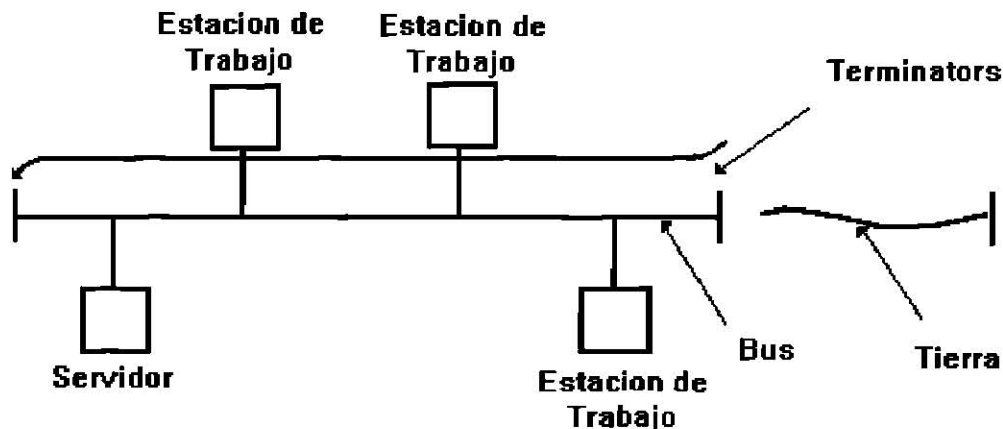 Estacion de
Trabajo
Estacion de
Trabajo
Terminators
Servidor
Estacion de
Trabajo
Bus
Tierra